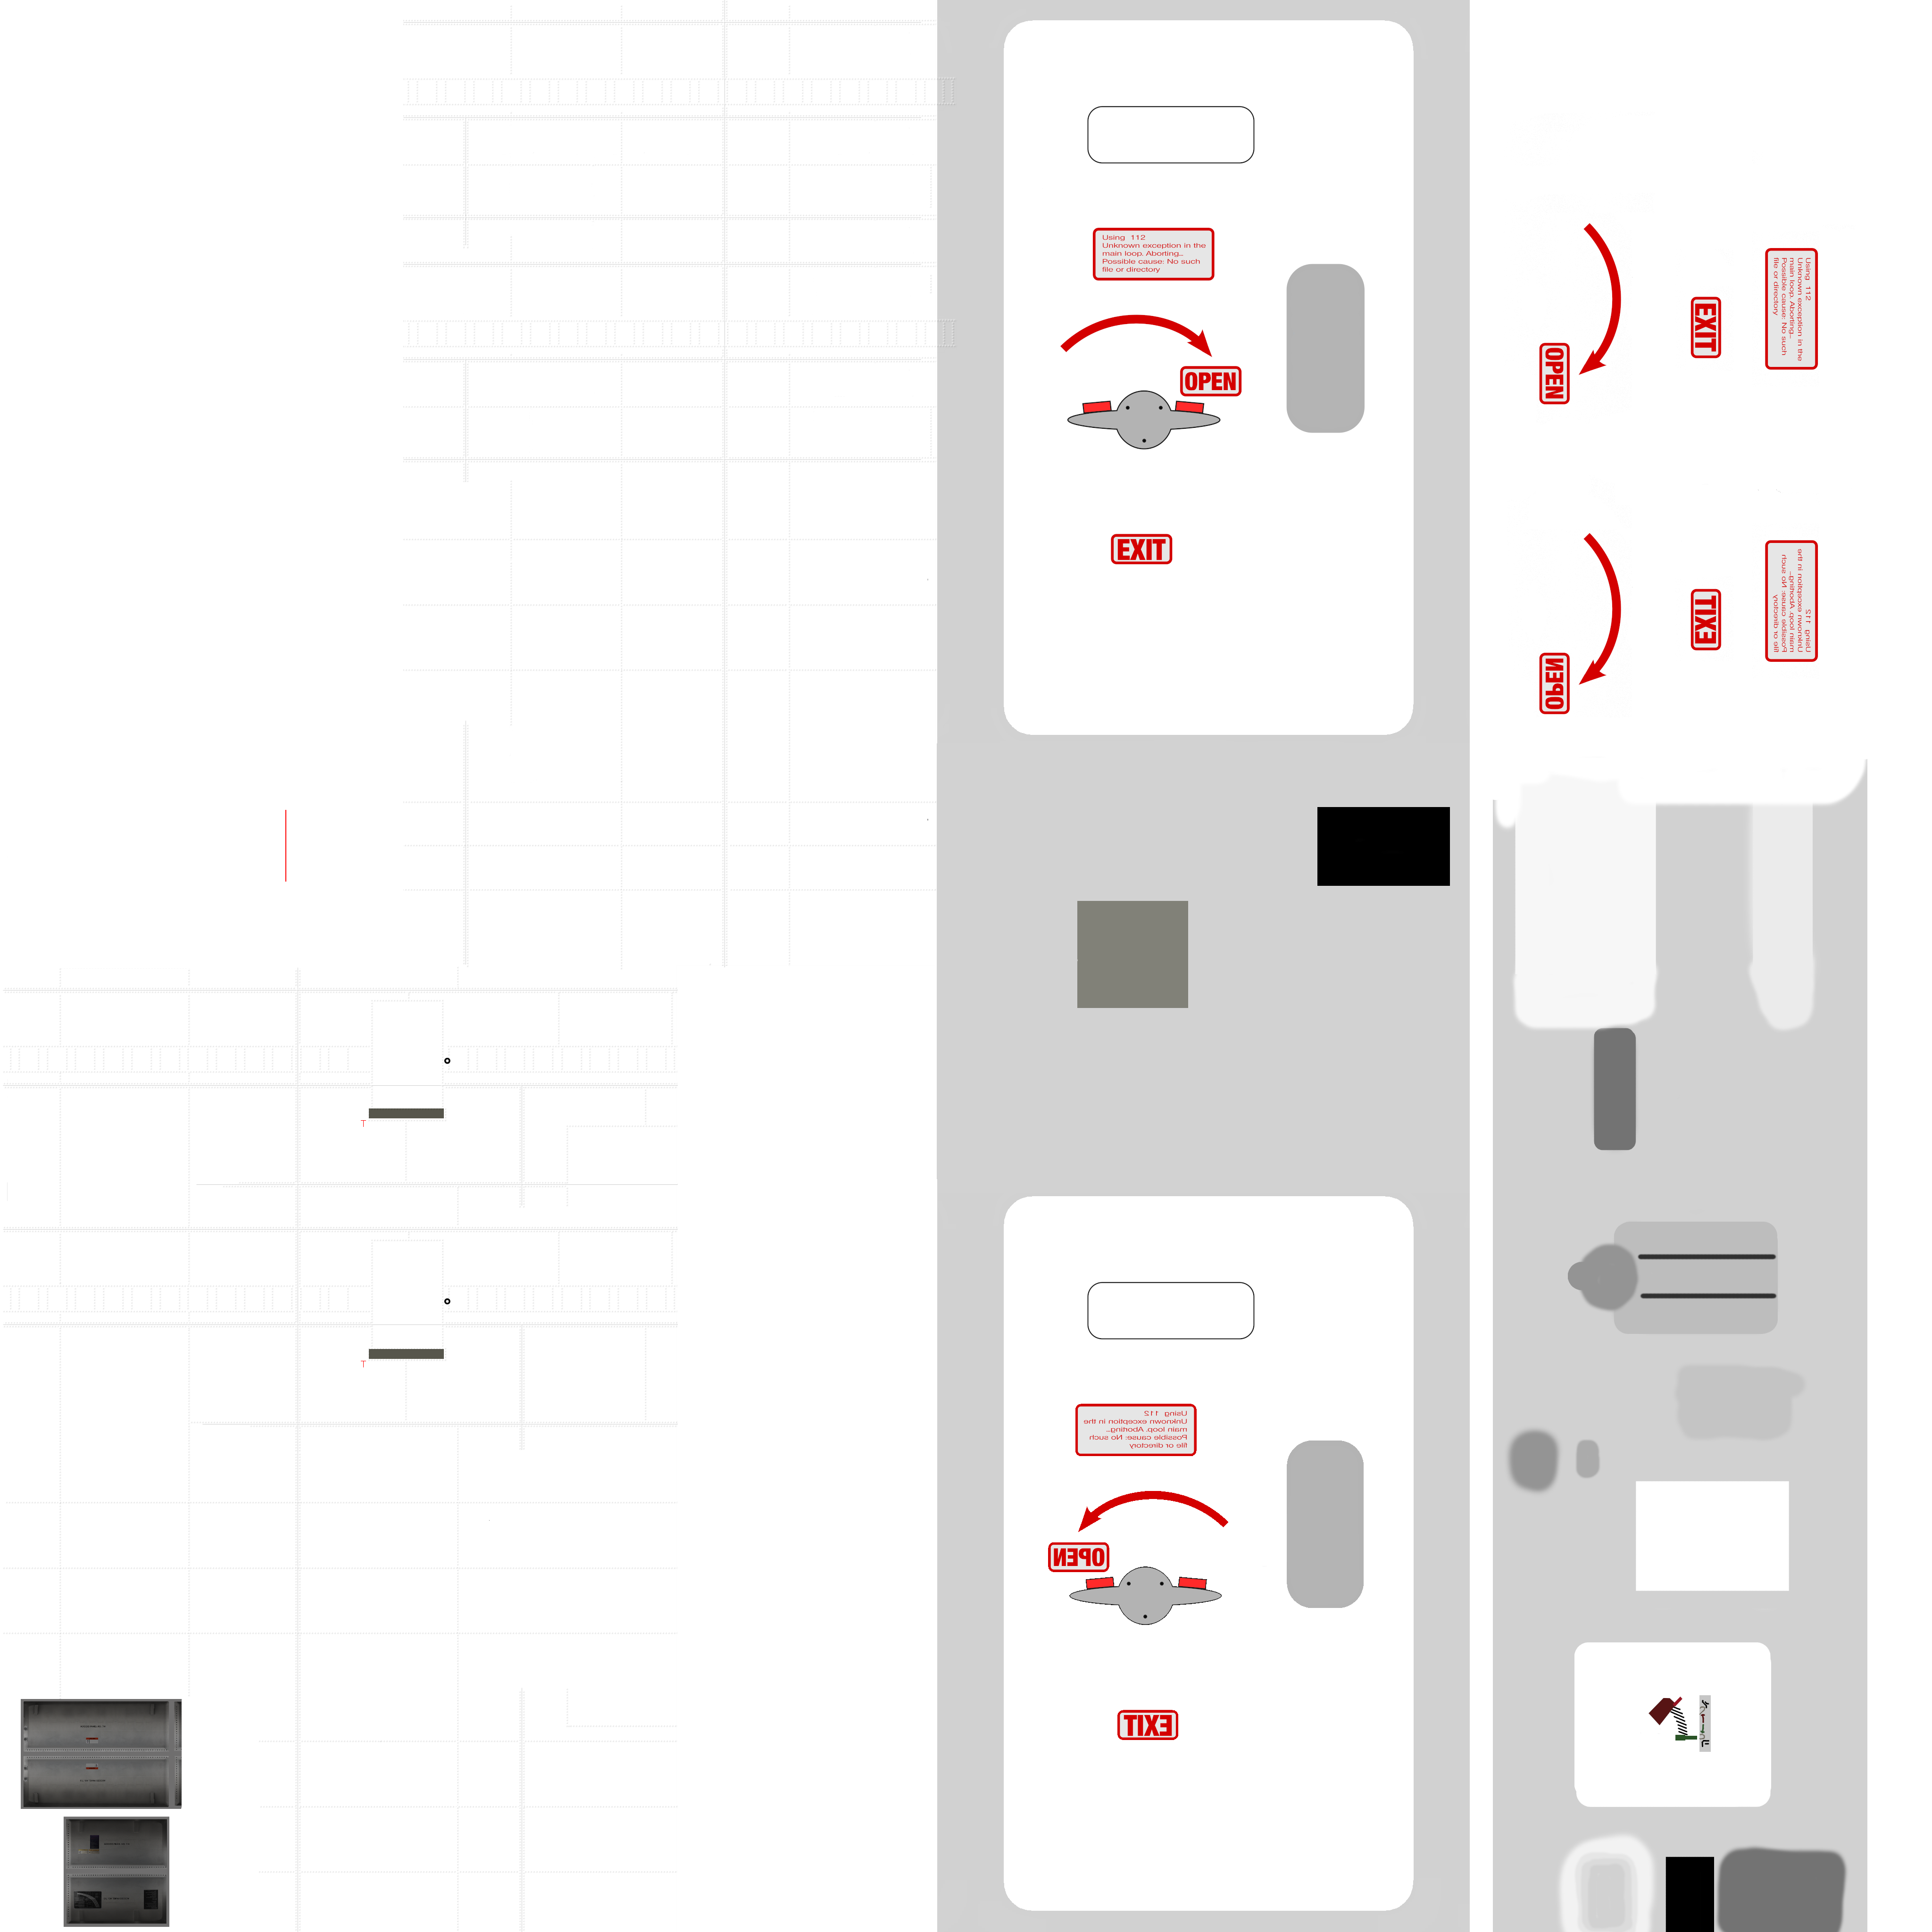 Using 112
Unknown exception in the
main loop. Aborting...
Possible cause: No such
file or directory
OPEN
EXIT
Using 112
Unknown exception in the
main loop. Aborting...
Possible cause: No such
file or directory
EXIT
OPEN
Using 112
Unknown exception in the
main loop. Aborting...
Possible cause: No such
file or directory
EXIT
OPEN
T
T
Using 112
Unknown exception in the
main loop. Aborting...
Possible cause: No such
file or directory
OPEN
EXIT